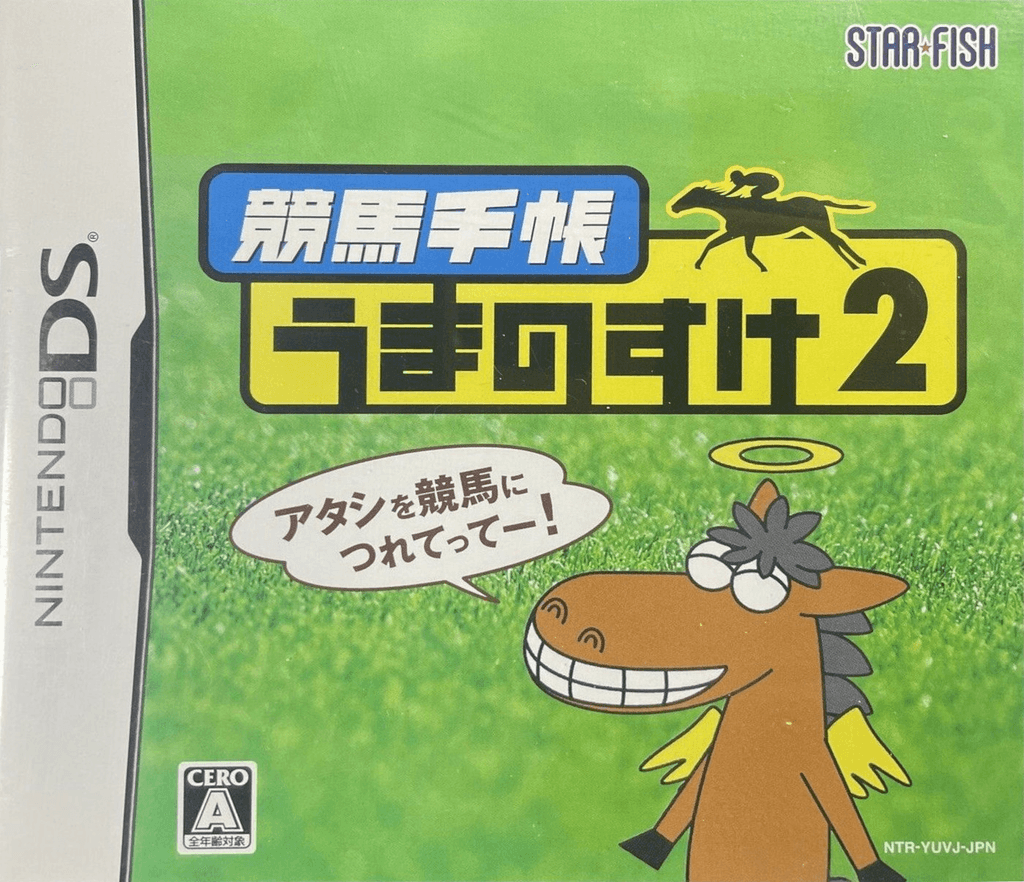 STAR★FISH
NINTENDO DS®
競馬手帳
うまのすけ2
アタシを競馬に
つれてってー!
CERO
A
全年齢対象
NTR-YUVJ-JPN